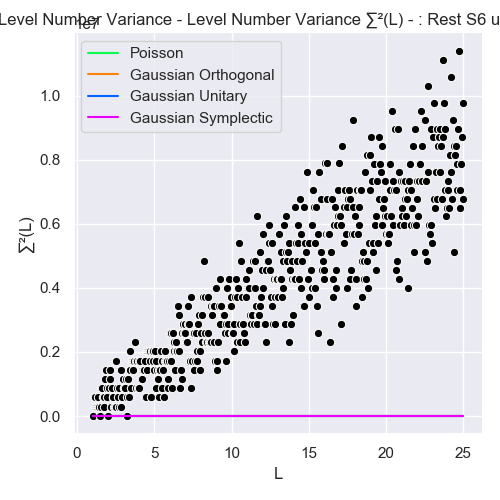 Level Number Variance - Level Number Variance ∑²(L) - : Rest S6 u
1e7
Poisson
Gaussian Orthogonal
Gaussian Unitary
Gaussian Symplectic
1.0
0.8
0.6
0.4
0.2
0.0
∑²(L)
0 5 10 15 20 25
L